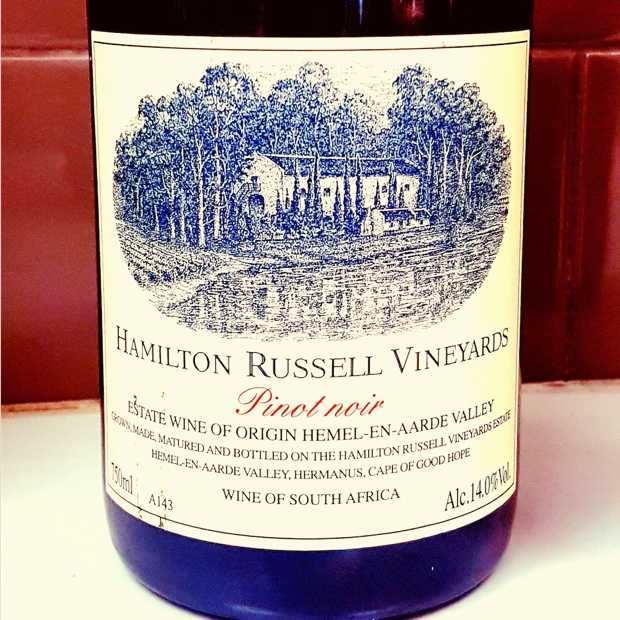 HAMILTON RUSSELL VINEYARDS
Pinot noir
ESTATE WINE OF ORIGIN HEMEL-EN-AARDE VALLEY
GROWN, MADE, MATURED AND BOTTLED ON THE HAMILTON RUSSELL VINEYARDS ESTATE
HEMEL-EN-AARDE VALLEY, HERMANUS, CAPE OF GOOD HOPE
750ml A143 WINE OF SOUTH AFRICA Alc.14.0%Vol.